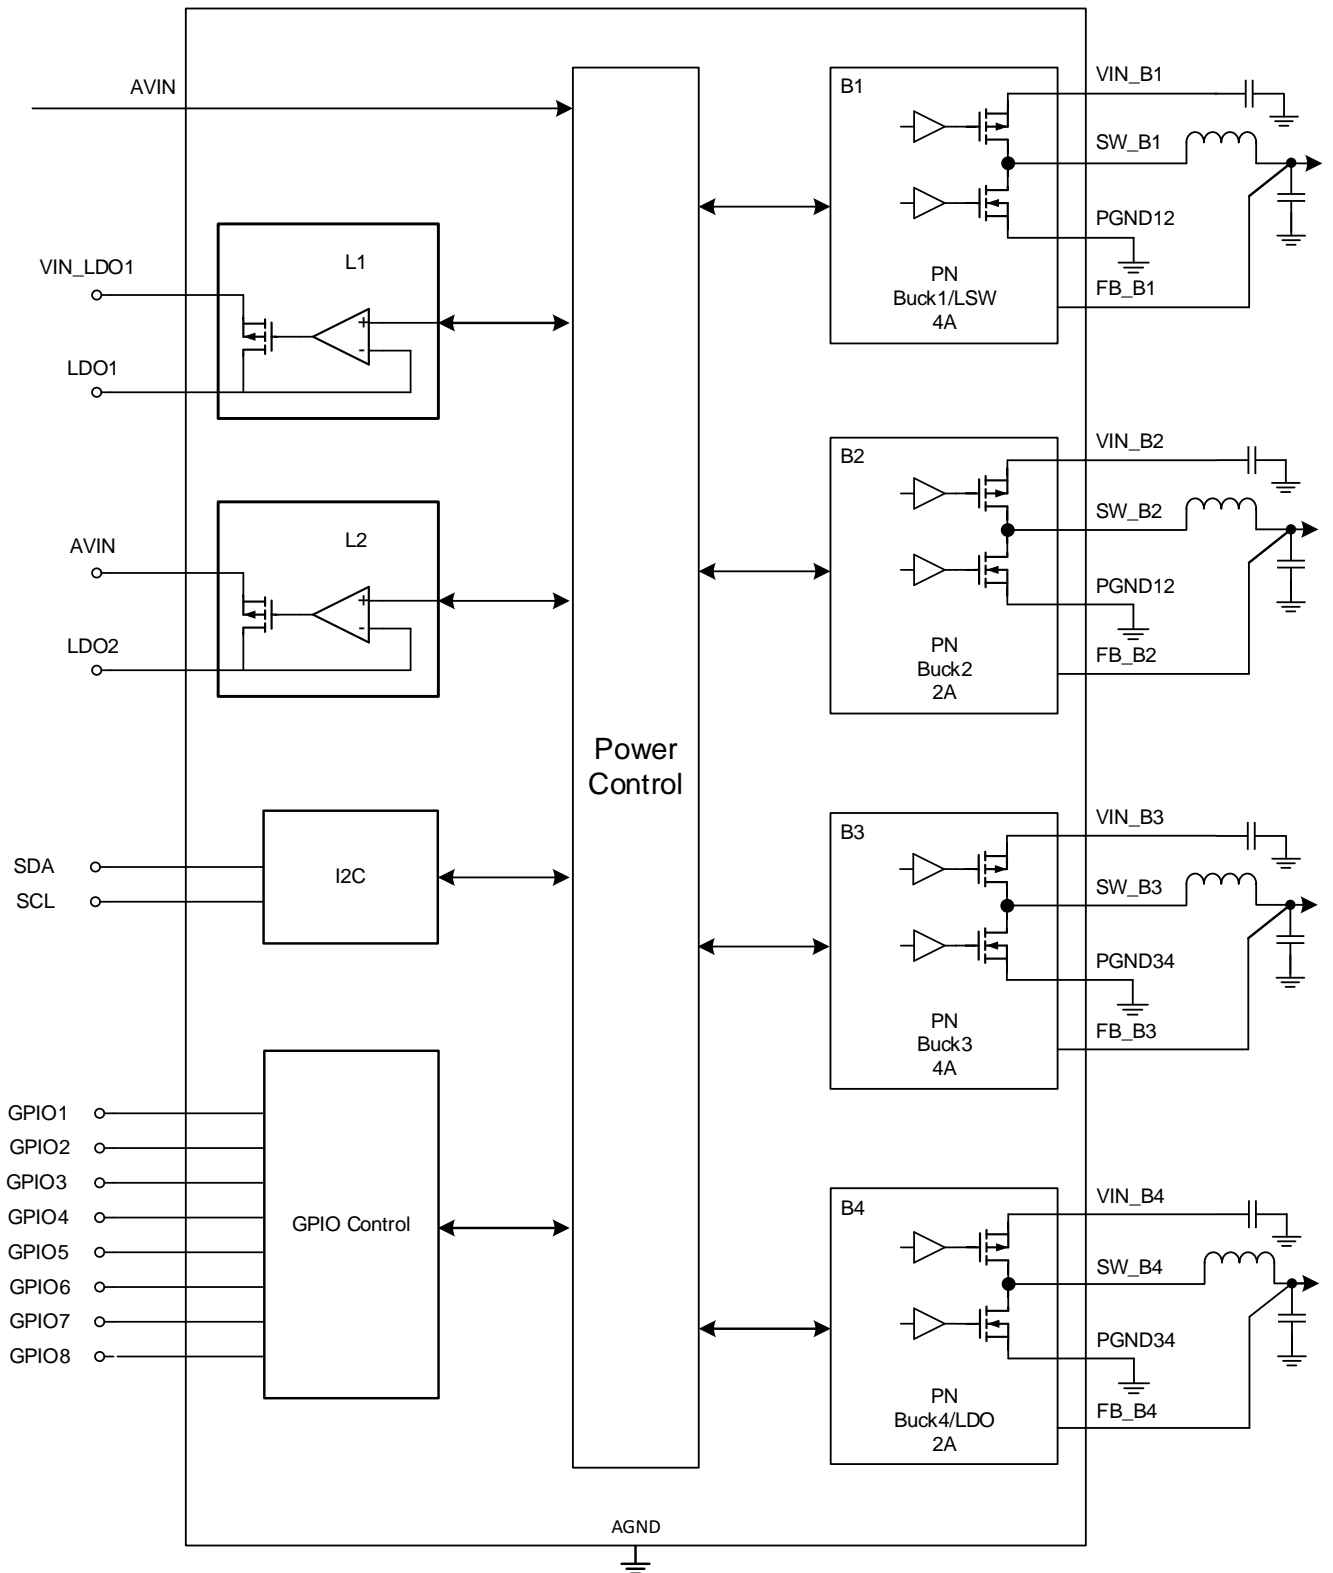 AVIN
VIN_LDO1
L1
+
-
LDO1
AVIN
L2
+
-
LDO2
SDA
SCL
I2C
GPIO1
GPIO2
GPIO3
GPIO4
GPIO5
GPIO6
GPIO7
GPIO8
GPIO Control
Power
Control
B1
VIN_B1
SW_B1
PGND12
FB_B1
PN
Buck1/LSW
4A
B2
VIN_B2
SW_B2
PGND12
FB_B2
PN
Buck2
2A
B3
VIN_B3
SW_B3
PGND34
FB_B3
PN
Buck3
4A
B4
VIN_B4
SW_B4
PGND34
FB_B4
PN
Buck4/LDO
2A
AGND